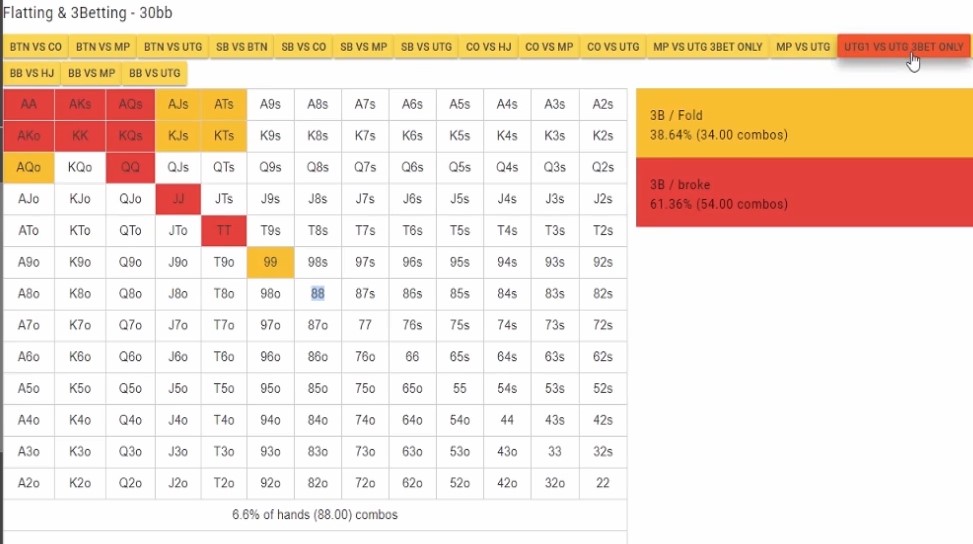 Flatting & 3Betting - 30bb
BTN VS CO BTN VS MP BTN VS UTG SB VS BTN SB VS CO SB VS MP SB VS UTG CO VS HJ CO VS MP CO VS UTG MP VS UTG 3BET ONLY MP VS UTG UTG1 VS UTG 3BET ONLY
BB VS HJ BB VS MP BB VS UTG
AA AKs AQs AJs ATs A9s A8s A7s A6s A5s A4s A3s A2s
AKo KK KQs KJs KTs K9s K8s K7s K6s K5s K4s K3s K2s
AQo KQo QQ QJs QTs Q9s Q8s Q7s Q6s Q5s Q4s Q3s Q2s
AJo KJo QJo JJ JTs J9s J8s J7s J6s J5s J4s J3s J2s
ATo KTo QTo JTo TT T9s T8s T7s T6s T5s T4s T3s T2s
A9o K9o Q9o J9o T9o 99 98s 97s 96s 95s 94s 93s 92s
A8o K8o Q8o J8o T8o 98o 88 87s 86s 85s 84s 83s 82s
A7o K7o Q7o J7o T7o 97o 87o 77 76s 75s 74s 73s 72s
A6o K6o Q6o J6o T6o 96o 86o 76o 66 65s 64s 63s 62s
A5o K5o Q5o J5o T5o 95o 85o 75o 65o 55 54s 53s 52s
A4o K4o Q4o J4o T4o 94o 84o 74o 64o 54o 44 43s 42s
A3o K3o Q3o J3o T3o 93o 83o 73o 63o 53o 43o 33 32s
A2o K2o Q2o J2o T2o 92o 82o 72o 62o 52o 42o 32o 22
6.6% of hands (88.00) combos
3B / Fold
38.64% (34.00 combos)
3B / broke
61.36% (54.00 combos)